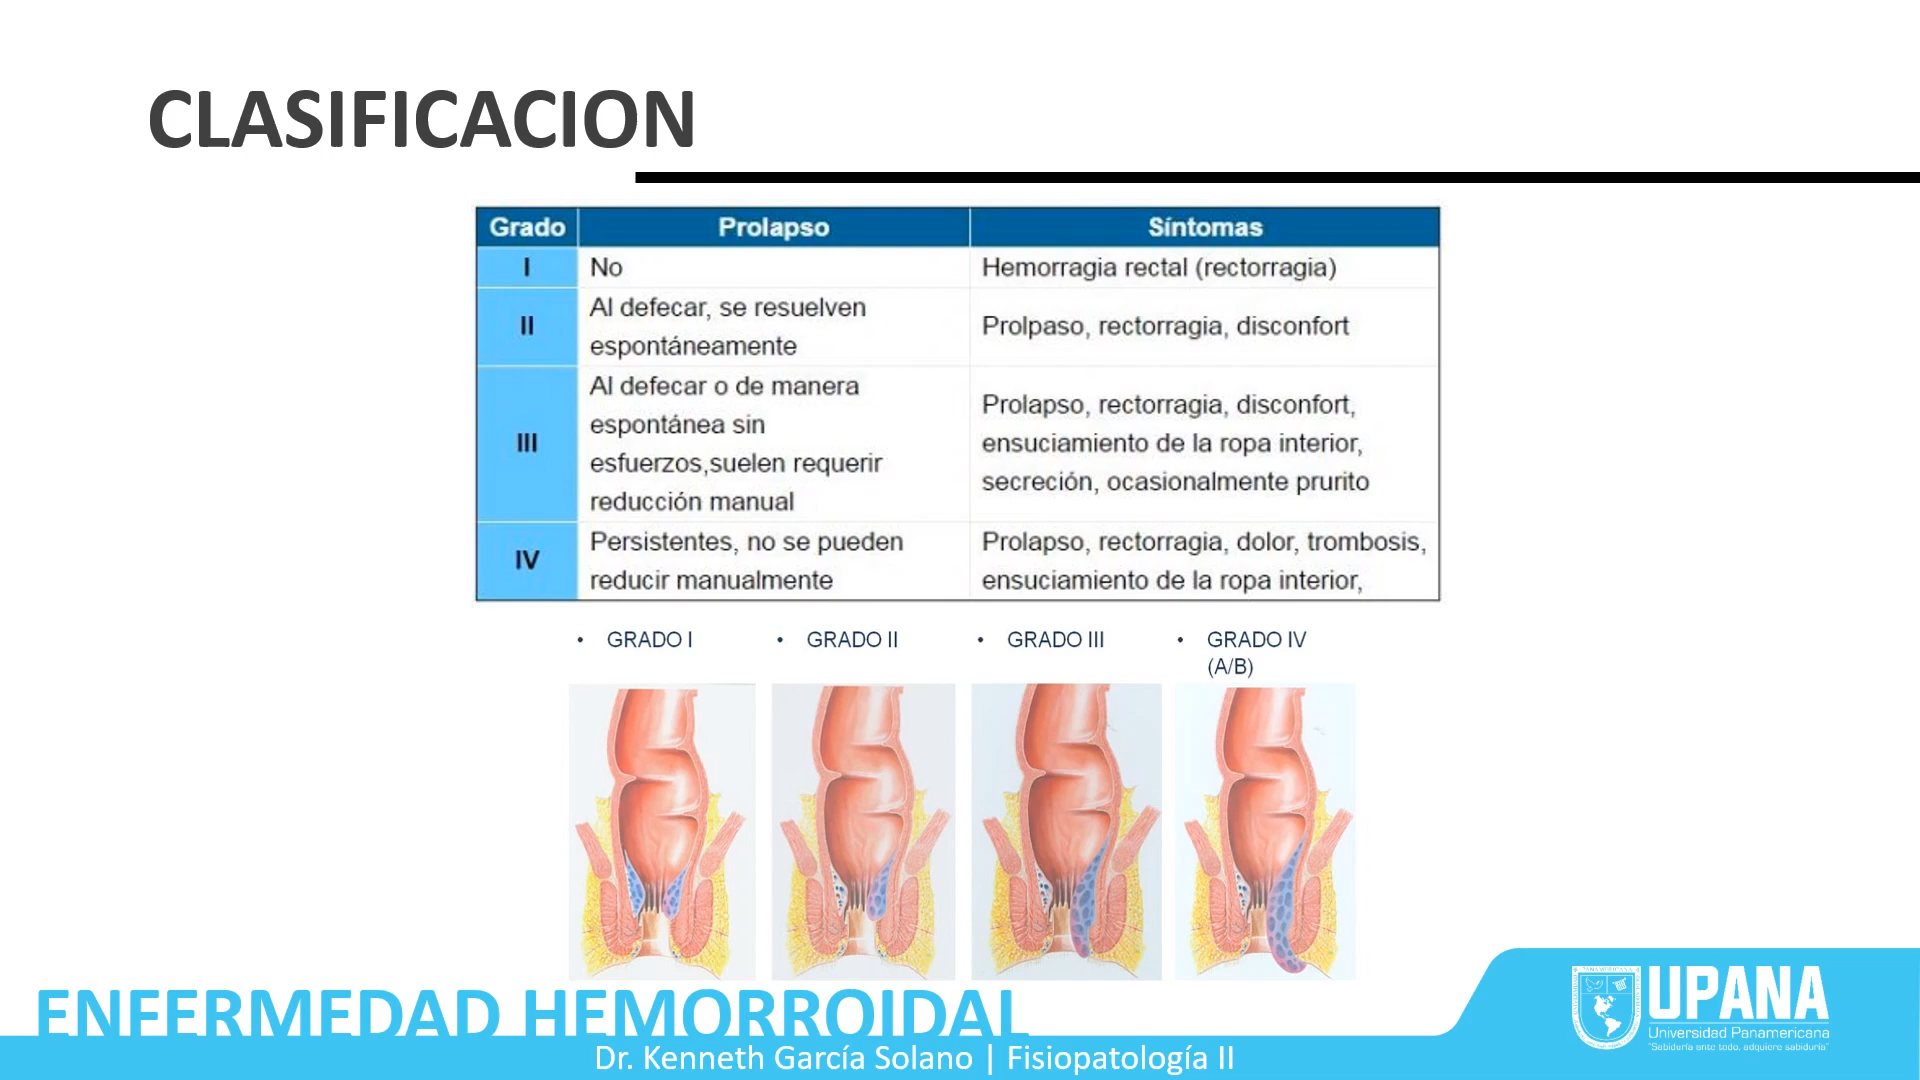 CLASIFICACION
Grado Prolapso Síntomas
I No Hemorragia rectal (rectorragia)
II Al defecar, se resuelven
espontáneamente
Prolpaso, rectorragia, disconfort
III Al defecar o de manera
espontánea sin
esfuerzos,suelen requerir
reducción manual
Prolapso, rectorragia, disconfort,
ensuciamiento de la ropa interior,
secreción, ocasionalmente prurito
IV Persistentes, no se pueden
reducir manualmente
Prolapso, rectorragia, dolor, trombosis,
ensuciamiento de la ropa interior,
• GRADO I • GRADO II • GRADO III • GRADO IV
(A/B)
ENFERMEDAD HEMORROIDAL
Dr. Kenneth García Solano | Fisiopatología II
UPANA
Universidad Panamericana
"Sabiduría ante todo, adquiere sabiduría"